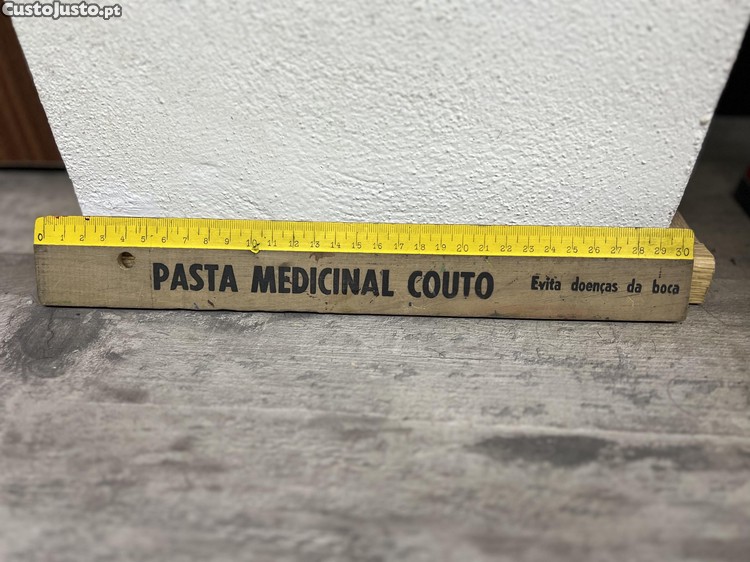 CustoJusto.pt
0 1 2 3 4 5 6 7 8 9 10 11 12 13 14 15 16 17 18 19 20 21 22 23 24 25 26 27 28 29 30
PASTA MEDICINAL COUTO Evita doenças da boca